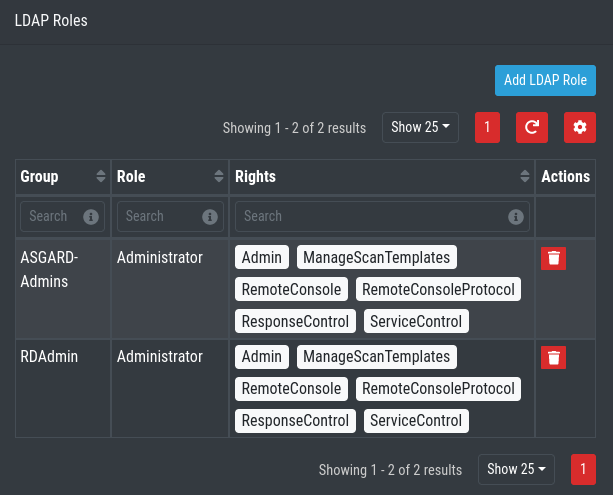 LDAP Roles
Add LDAP Role
Showing 1 - 2 of 2 results Show 25 1
Group Role Rights Actions
Search Search Search
ASGARD-Admins Administrator Admin ManageScanTemplates
RemoteConsole RemoteConsoleProtocol
ResponseControl ServiceControl
RDAdmin Administrator Admin ManageScanTemplates
RemoteConsole RemoteConsoleProtocol
ResponseControl ServiceControl
Showing 1 - 2 of 2 results Show 25 1